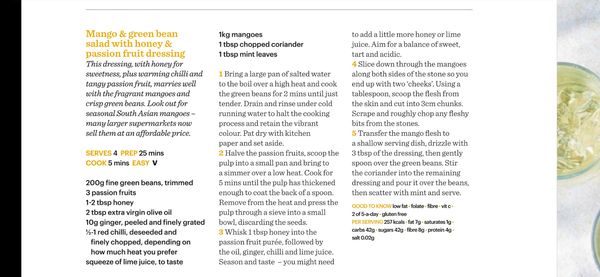 Mango & green bean
salad with honey &
passion fruit dressing
This dressing, with honey for
sweetness, plus warming chilli and
tangy passion fruit, marries well
with the fragrant mangoes and
crisp green beans. Look out for
seasonal South Asian mangoes –
many larger supermarkets now
sell them at an affordable price.
SERVES 4 PREP 25 mins
COOK 5 mins EASY V
200g fine green beans, trimmed
3 passion fruits
1-2 tbsp honey
2 tbsp extra virgin olive oil
10g ginger, peeled and finely grated
½-1 red chilli, deseeded and
finely chopped, depending on
how much heat you prefer
squeeze of lime juice, to taste
1kg mangoes
1 tbsp chopped coriander
1 tbsp mint leaves
1 Bring a large pan of salted water
to the boil over a high heat and cook
the green beans for 2 mins until just
tender. Drain and rinse under cold
running water to halt the cooking
process and retain the vibrant
colour. Pat dry with kitchen
paper and set aside.
2 Halve the passion fruits, scoop the
pulp into a small pan and bring to
a simmer over a low heat. Cook for
5 mins until the pulp has thickened
enough to coat the back of a spoon.
Remove from the heat and press the
pulp through a sieve into a small
bowl, discarding the seeds.
3 Whisk 1 tbsp honey into the
passion fruit purée, followed by
the oil, ginger, chilli and lime juice.
Season and taste – you might need
to add a little more honey or lime
juice. Aim for a balance of sweet,
tart and acidic.
4 Slice down through the mangoes
along both sides of the stone so you
end up with two ‘cheeks’. Using a
tablespoon, scoop the flesh from
the skin and cut into 3cm chunks.
Scrape and roughly chop any fleshy
bits from the stones.
5 Transfer the mango flesh to
a shallow serving dish, drizzle with
3 tbsp of the dressing, then gently
spoon over the green beans. Stir
the coriander into the remaining
dressing and pour it over the beans,
then scatter with mint and serve.
GOOD TO KNOW low fat • folate • fibre • vit c •
2 of 5-a-day • gluten free
PER SERVING 257 kcals • fat 7g • saturates 1g •
carbs 42g • sugars 42g • fibre 8g • protein 4g •
salt 0.02g